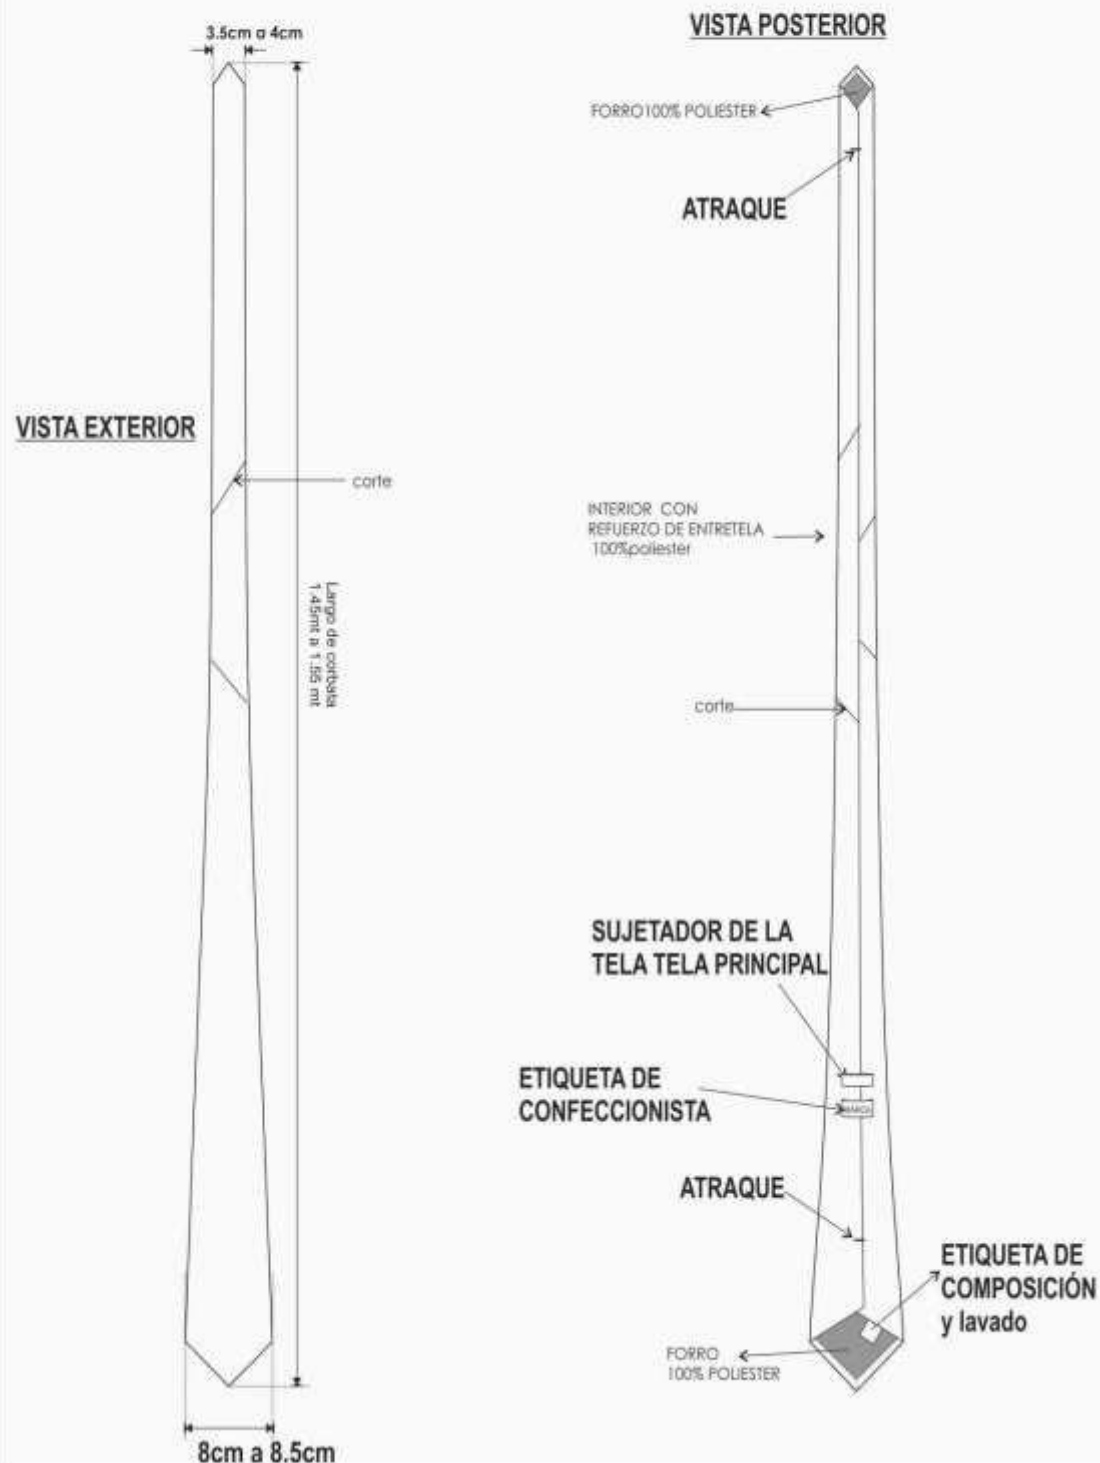 3.5cm a 4cm
VISTA EXTERIOR
corte
Largo de corbata
1.45mt a 1.55 mt
8cm a 8.5cm
VISTA POSTERIOR
FORRO100% POLIESTER
ATRAQUE
INTERIOR CON
REFUERZO DE ENTRETELA
100%poliester
corte
SUJETADOR DE LA
TELA TELA PRINCIPAL
ETIQUETA DE
CONFECCIONISTA
MARCA
ATRAQUE
ETIQUETA DE
COMPOSICIÓN
y lavado
FORRO
100% POLIESTER